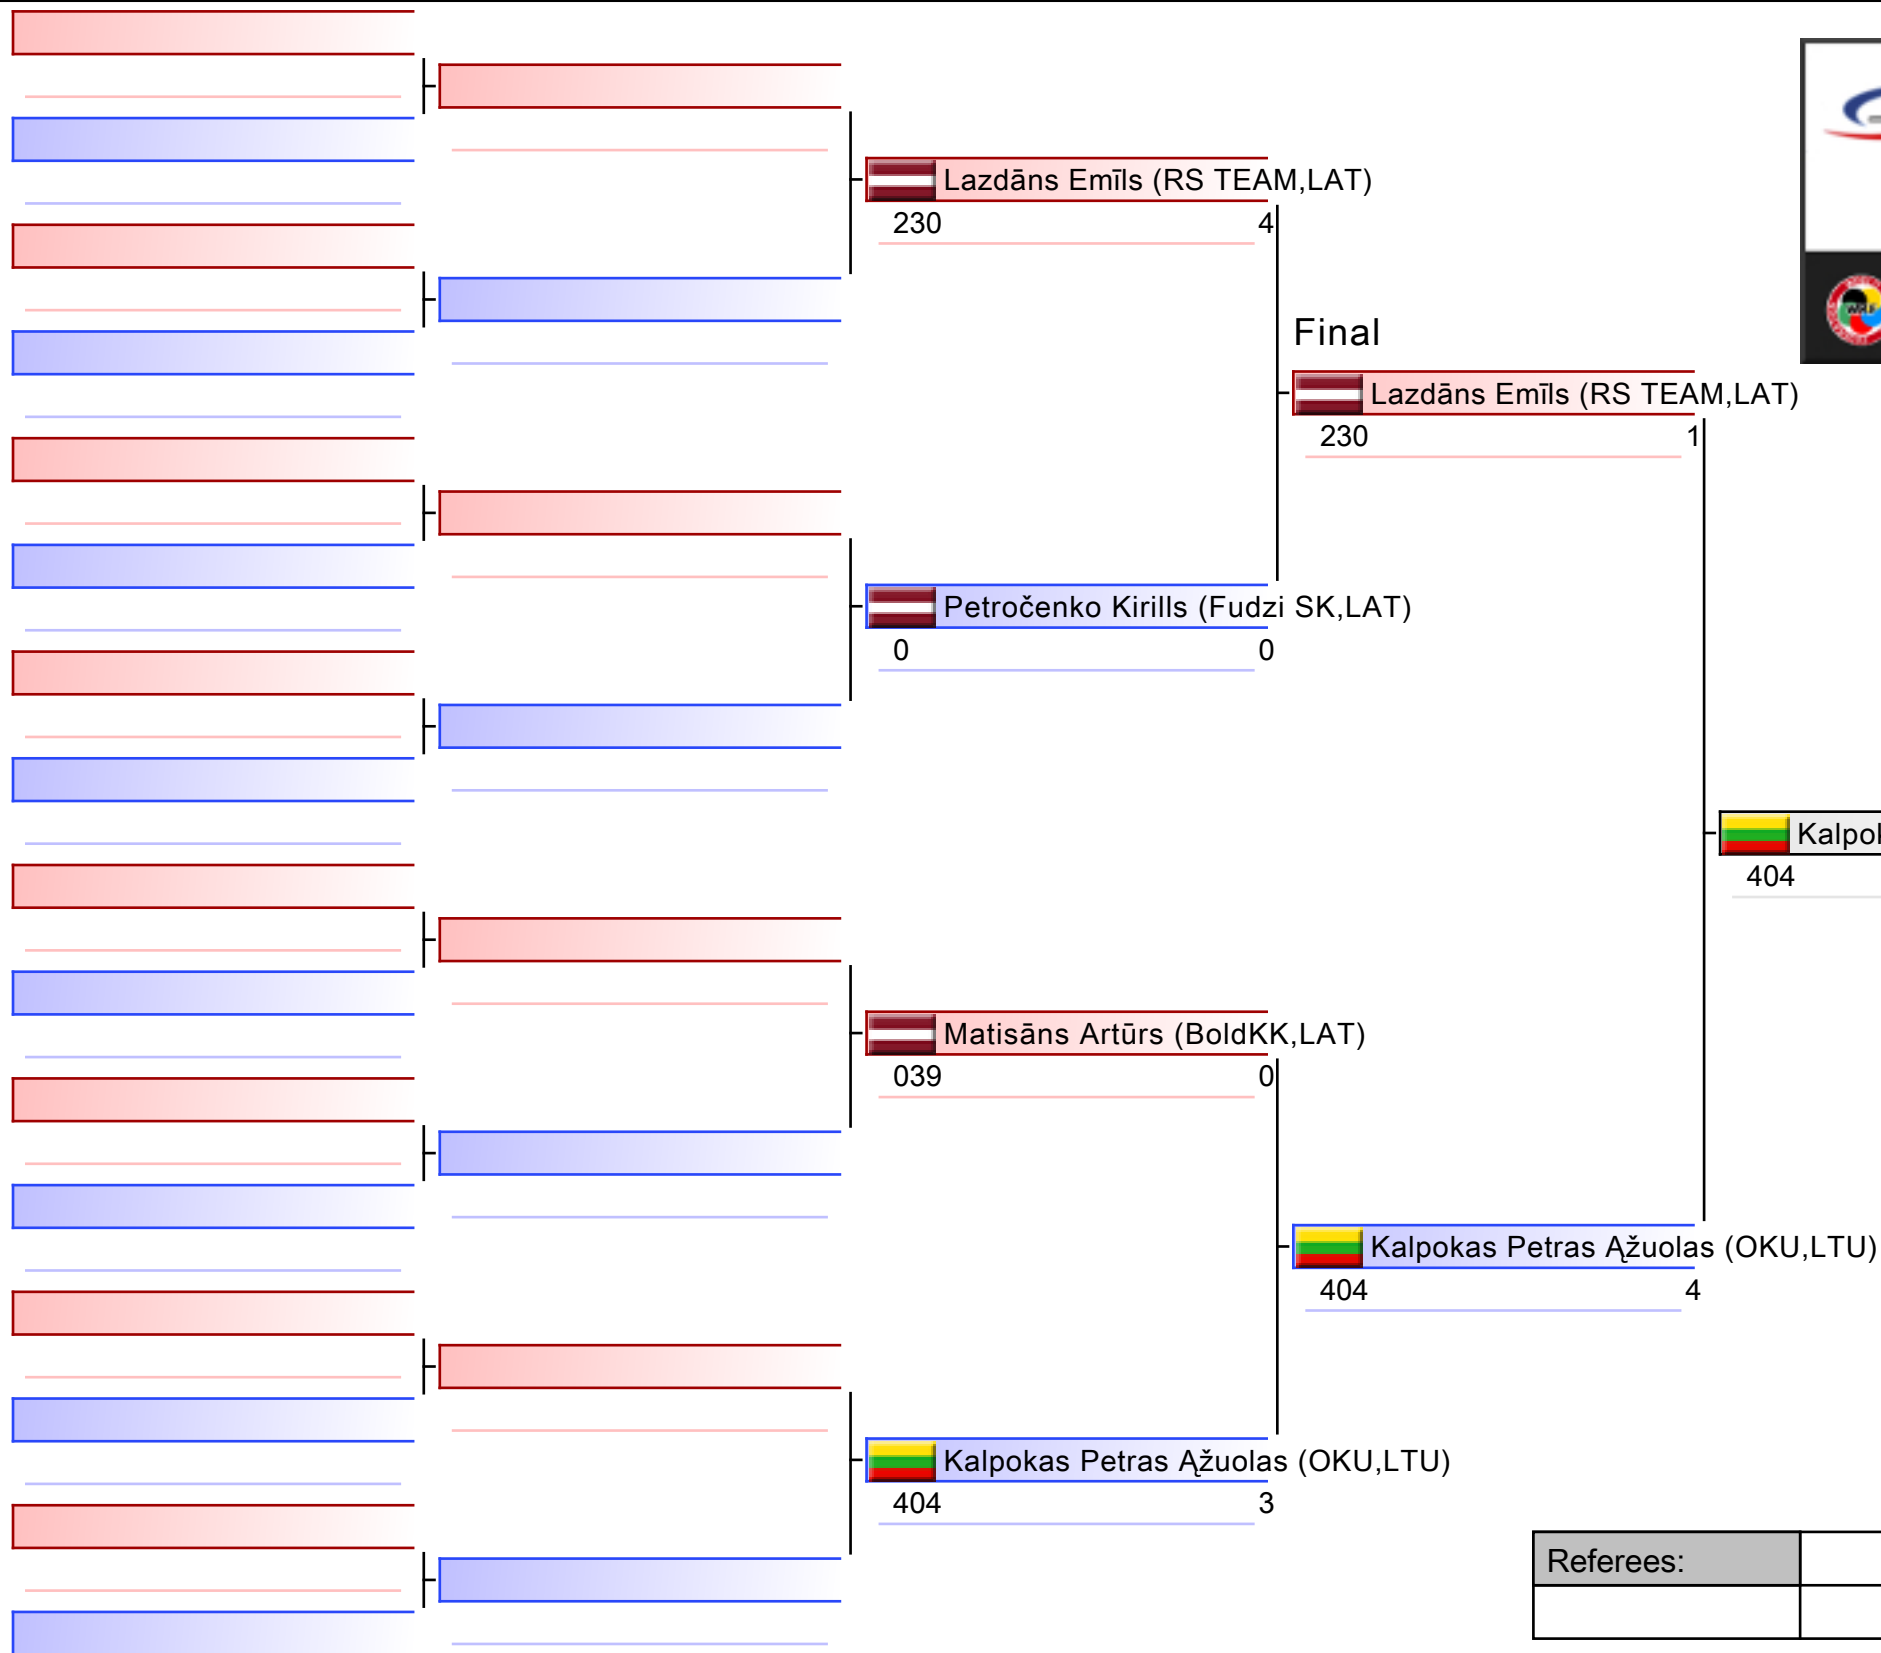 Lazdāns Emīls (RS TEAM,LAT)
230 4
Final
Lazdāns Emīls (RS TEAM,LAT)
230 1
Petročenko Kirills (Fudzi SK,LAT)
0 0
404
Matisāns Artūrs (BoldKK,LAT)
039 0
Kalpokas Petras Ąžuolas (OKU,LTU)
404 4
Kalpokas Petras Ąžuolas (OKU,LTU)
404 3
Referees: